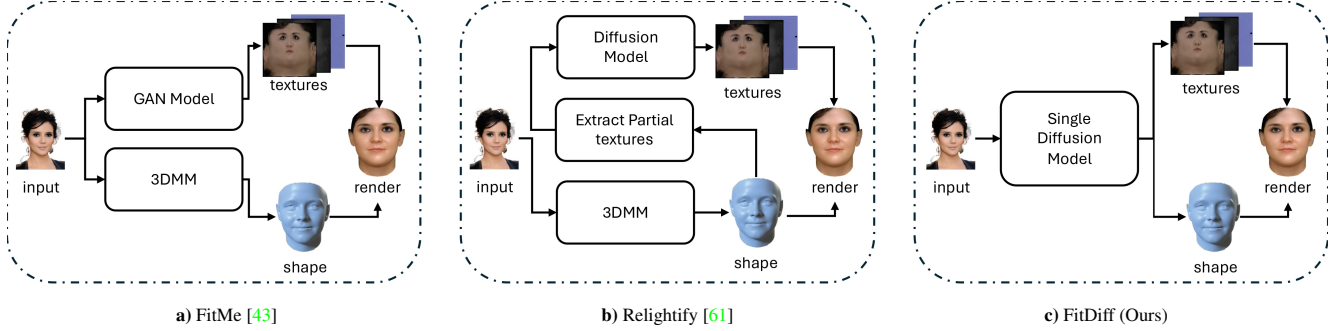 GAN Model
3DMM
input
textures
render
shape
a) FitMe [43]
Diffusion
Model
Extract Partial
textures
3DMM
input
textures
render
shape
b) Relightify [61]
Single
Diffusion
Model
input
textures
render
shape
c) FitDiff (Ours)